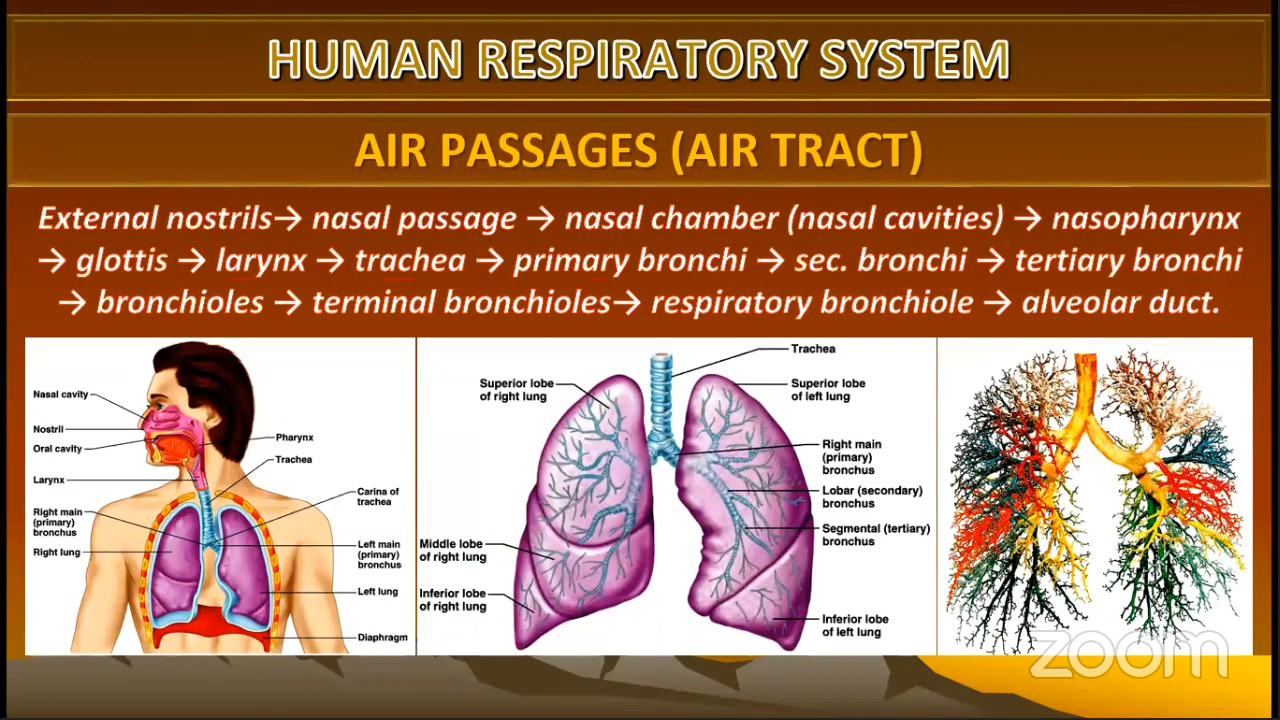 HUMAN RESPIRATORY SYSTEM
AIR PASSAGES (AIR TRACT)
External nostrils→ nasal passage → nasal chamber (nasal cavities) → nasopharynx
→ glottis → larynx → trachea → primary bronchi → sec. bronchi → tertiary bronchi
→ bronchioles → terminal bronchioles→ respiratory bronchiole → alveolar duct.
Nasal cavity
Nostril
Oral cavity
Larynx
Right main
(primary)
bronchus
Right lung
Pharynx
Trachea
Carina of
trachea
Left main
(primary)
bronchus
Left lung
Diaphragm
Superior lobe
of right lung
Middle lobe
of right lung
Inferior lobe
of right lung
Trachea
Superior lobe
of left lung
Right main
(primary)
bronchus
Lobar (secondary)
bronchus
Segmental (tertiary)
bronchus
Inferior lobe
of left lung
zoom